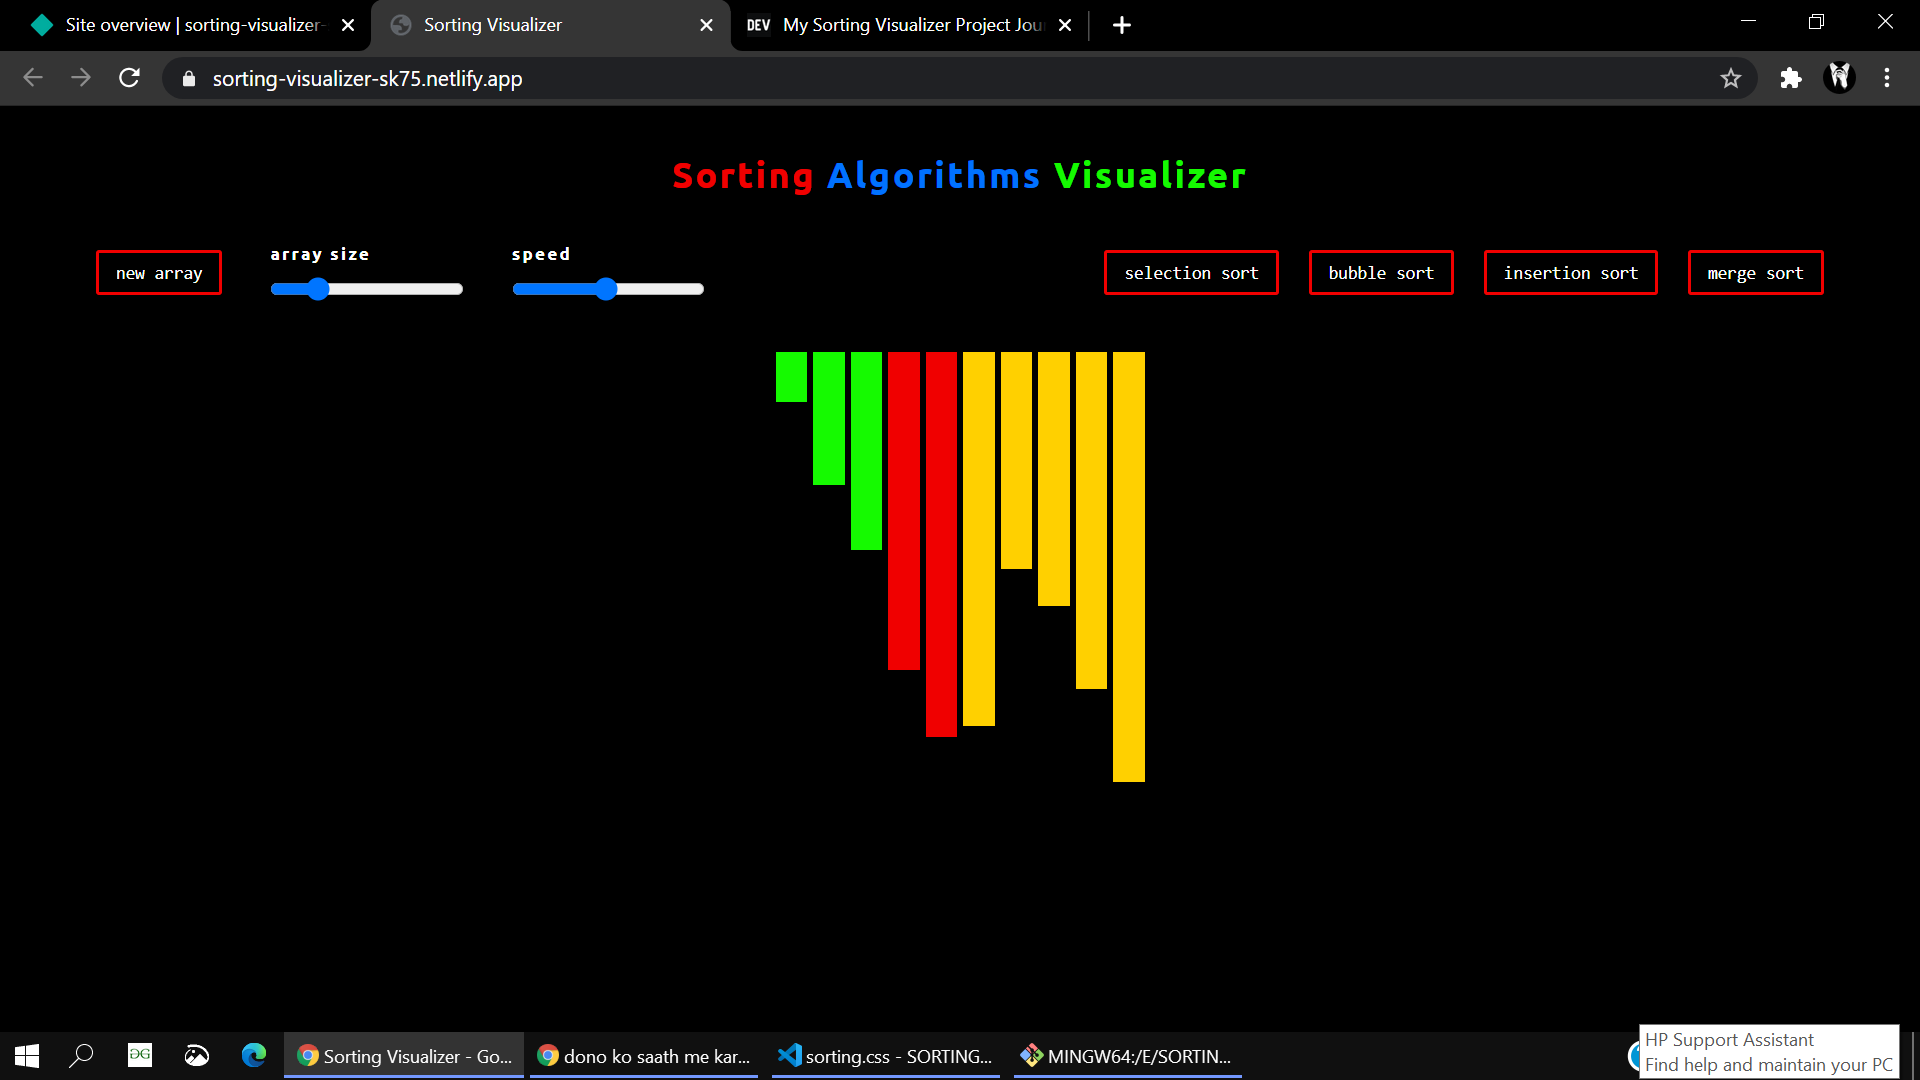 Site overview | sorting-visualizer-
Sorting Visualizer
DEV
My Sorting Visualizer Project Jou
sorting-visualizer-sk75.netlify.app
Sorting Algorithms Visualizer
new array
array size
speed
selection sort
bubble sort
insertion sort
merge sort
Sorting Visualizer - Go...
dono ko saath me kar...
sorting.css - SORTING...
MINGW64:/E/SORTIN...
HP Support Assistant
Find help and maintain your PC